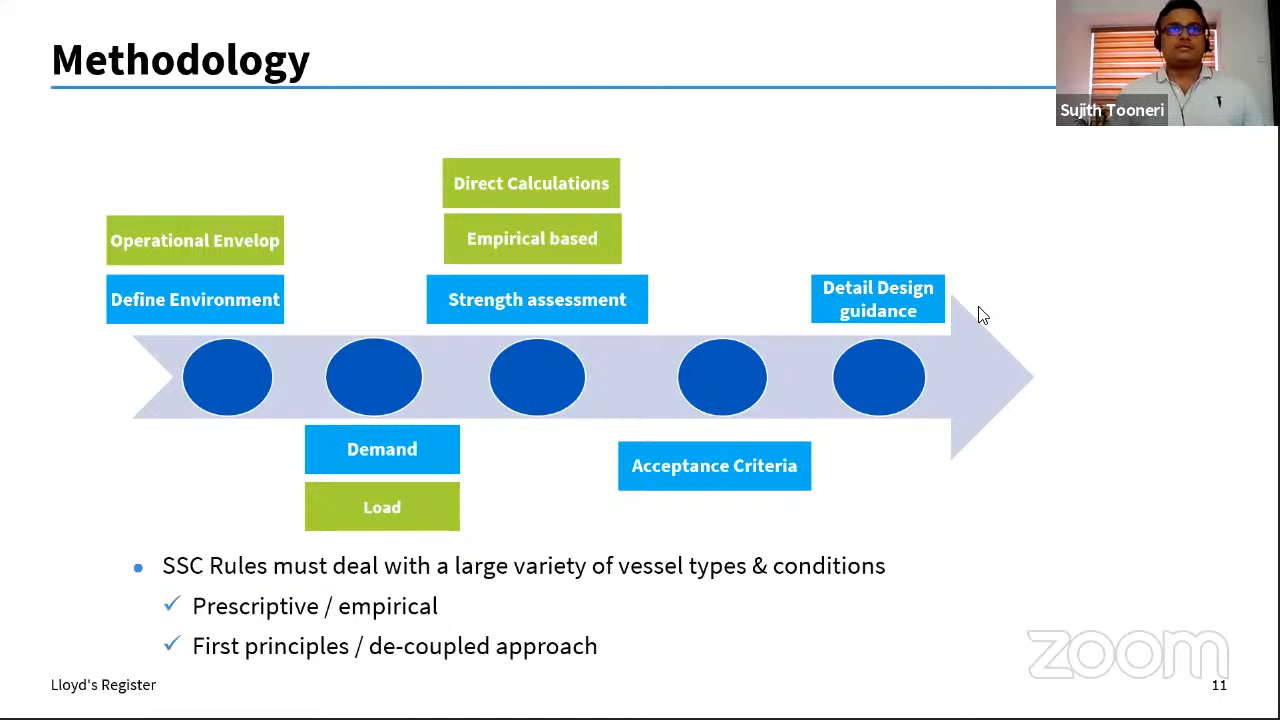 Methodology
Sujith Tooneri
Direct Calculations
Operational Envelop
Empirical based
Define Environment
Strength assessment
Detail Design
guidance
Demand
Acceptance Criteria
Load
SSC Rules must deal with a large variety of vessel types & conditions
Prescriptive / empirical
First principles / de-coupled approach
zoom
Lloyd's Register
11